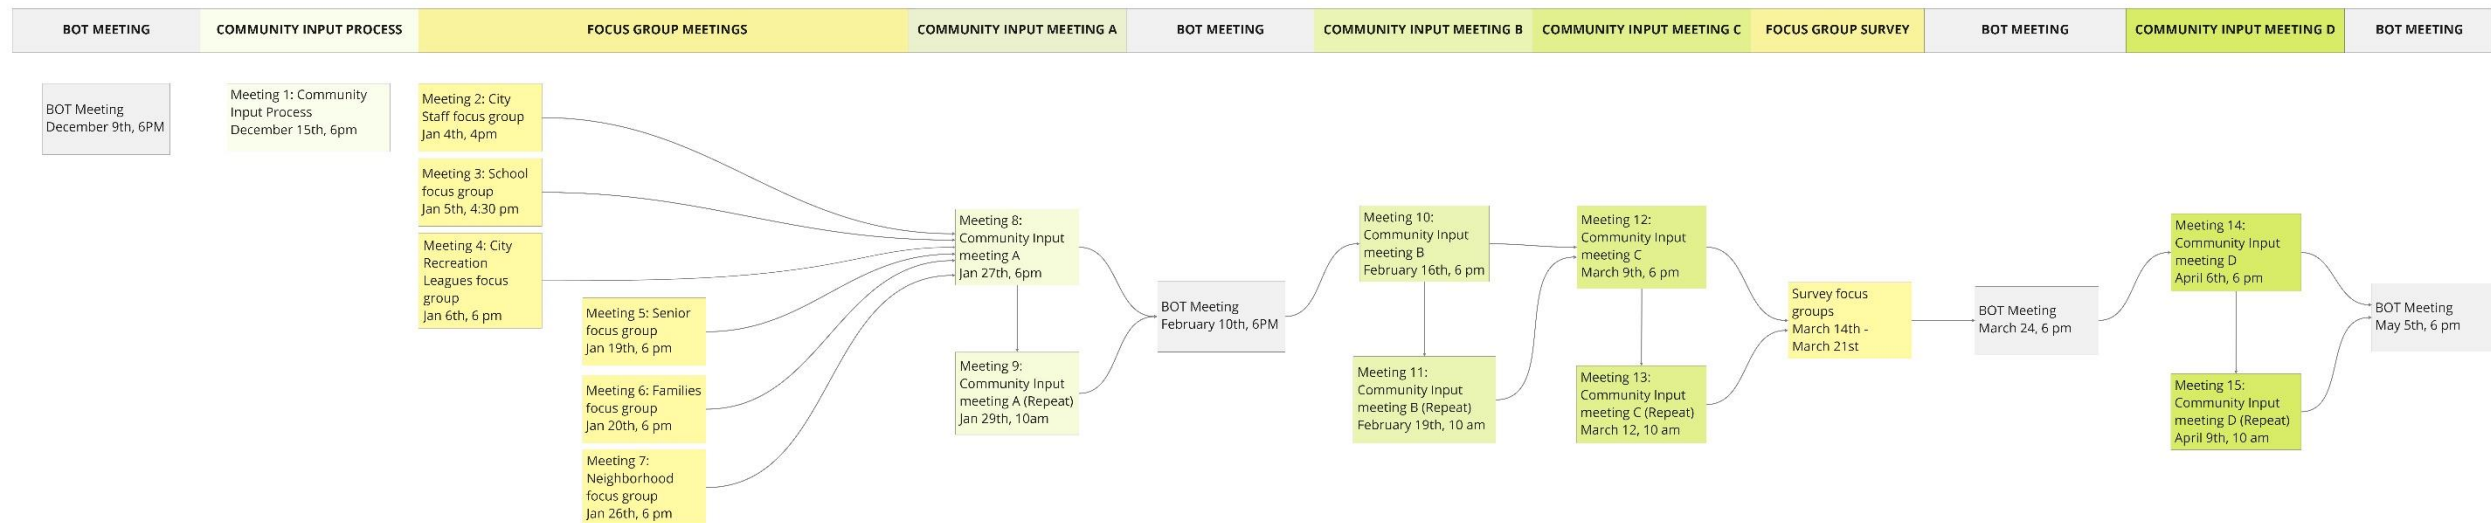 BOT MEETING
COMMUNITY INPUT PROCESS
FOCUS GROUP MEETINGS
COMMUNITY INPUT MEETING A
BOT MEETING
COMMUNITY INPUT MEETING B
COMMUNITY INPUT MEETING C
FOCUS GROUP SURVEY
BOT MEETING
COMMUNITY INPUT MEETING D
BOT MEETING
BOT Meeting
December 9th, 6PM
Meeting 1: Community
Input Process
December 15th, 6pm
Meeting 2: City
Staff focus group
Jan 4th, 4pm
Meeting 3: School
focus group
Jan 5th, 4:30 pm
Meeting 4: City
Recreation
Leagues focus
group
Jan 6th, 6 pm
Meeting 5: Senior
focus group
Jan 19th, 6 pm
Meeting 6: Families
focus group
Jan 20th, 6 pm
Meeting 7:
Neighborhood
focus group
Jan 26th, 6 pm
Meeting 8:
Community Input
meeting A
Jan 27th, 6pm
Meeting 9:
Community Input
meeting A (Repeat)
Jan 29th, 10am
BOT Meeting
February 10th, 6PM
Meeting 10:
Community Input
meeting B
February 16th, 6 pm
Meeting 11:
Community Input
meeting B (Repeat)
February 19th, 10 am
Meeting 12:
Community Input
meeting C
March 9th, 6 pm
Meeting 13:
Community Input
meeting C (Repeat)
March 12, 10 am
Survey focus
groups
March 14th -
March 21st
BOT Meeting
March 24, 6 pm
Meeting 14:
Community Input
meeting D
April 6th, 6 pm
Meeting 15:
Community Input
meeting D (Repeat)
April 9th, 10 am
BOT Meeting
May 5th, 6 pm